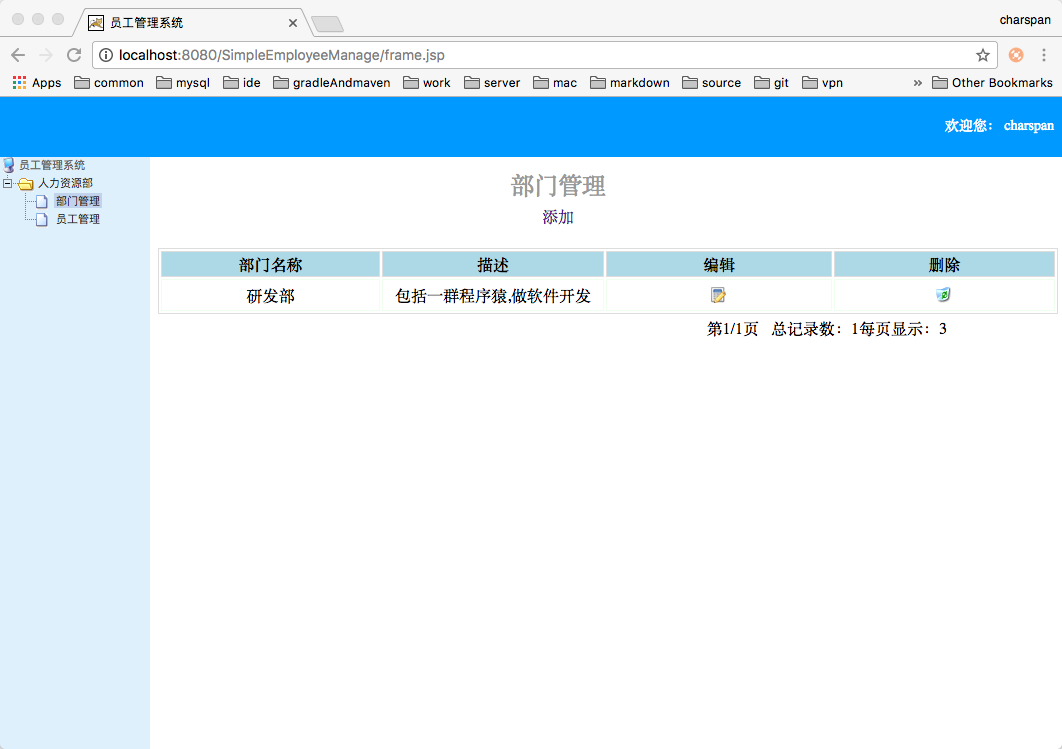 员工管理系统
charspan
localhost:8080/SimpleEmployeeManage/frame.jsp
Apps common mysql ide gradleAndmaven work server mac markdown source git vpn » Other Bookmarks
欢迎您： charspan
员工管理系统
人力资源部
部门管理
员工管理
部门管理
添加
部门名称 描述 编辑 删除
研发部 包括一群程序猿,做软件开发
第1/1页 总记录数：1每页显示：3